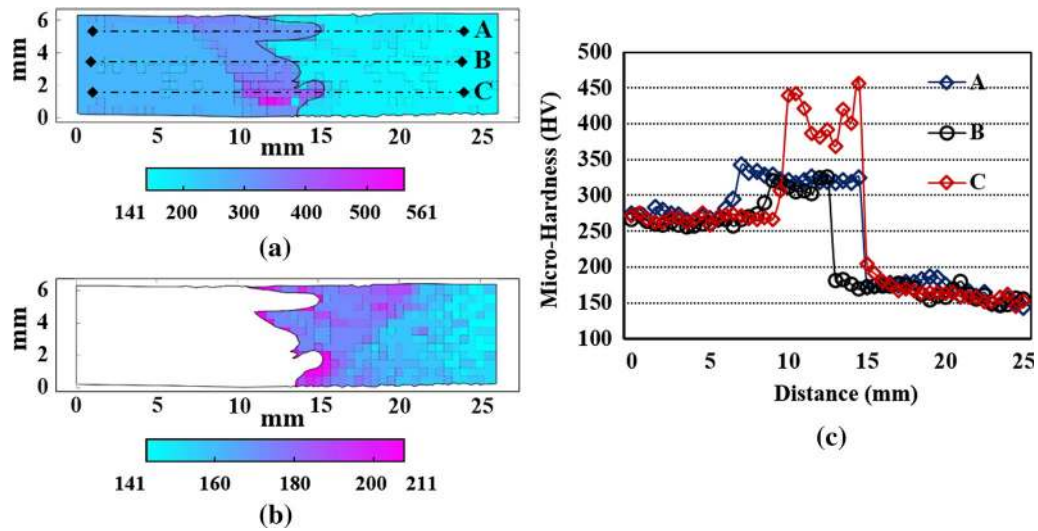 6
4
2
0
mm
A
B
C
0 5 10 15 20 25
mm
141 200 300 400 500 561
(a)
6
4
2
0
mm
0 5 10 15 20 25
mm
141 160 180 200 211
(b)
500
450
400
350
300
250
200
150
100
Micro-Hardness (HV)
A
B
C
0 5 10 15 20 25
Distance (mm)
(c)